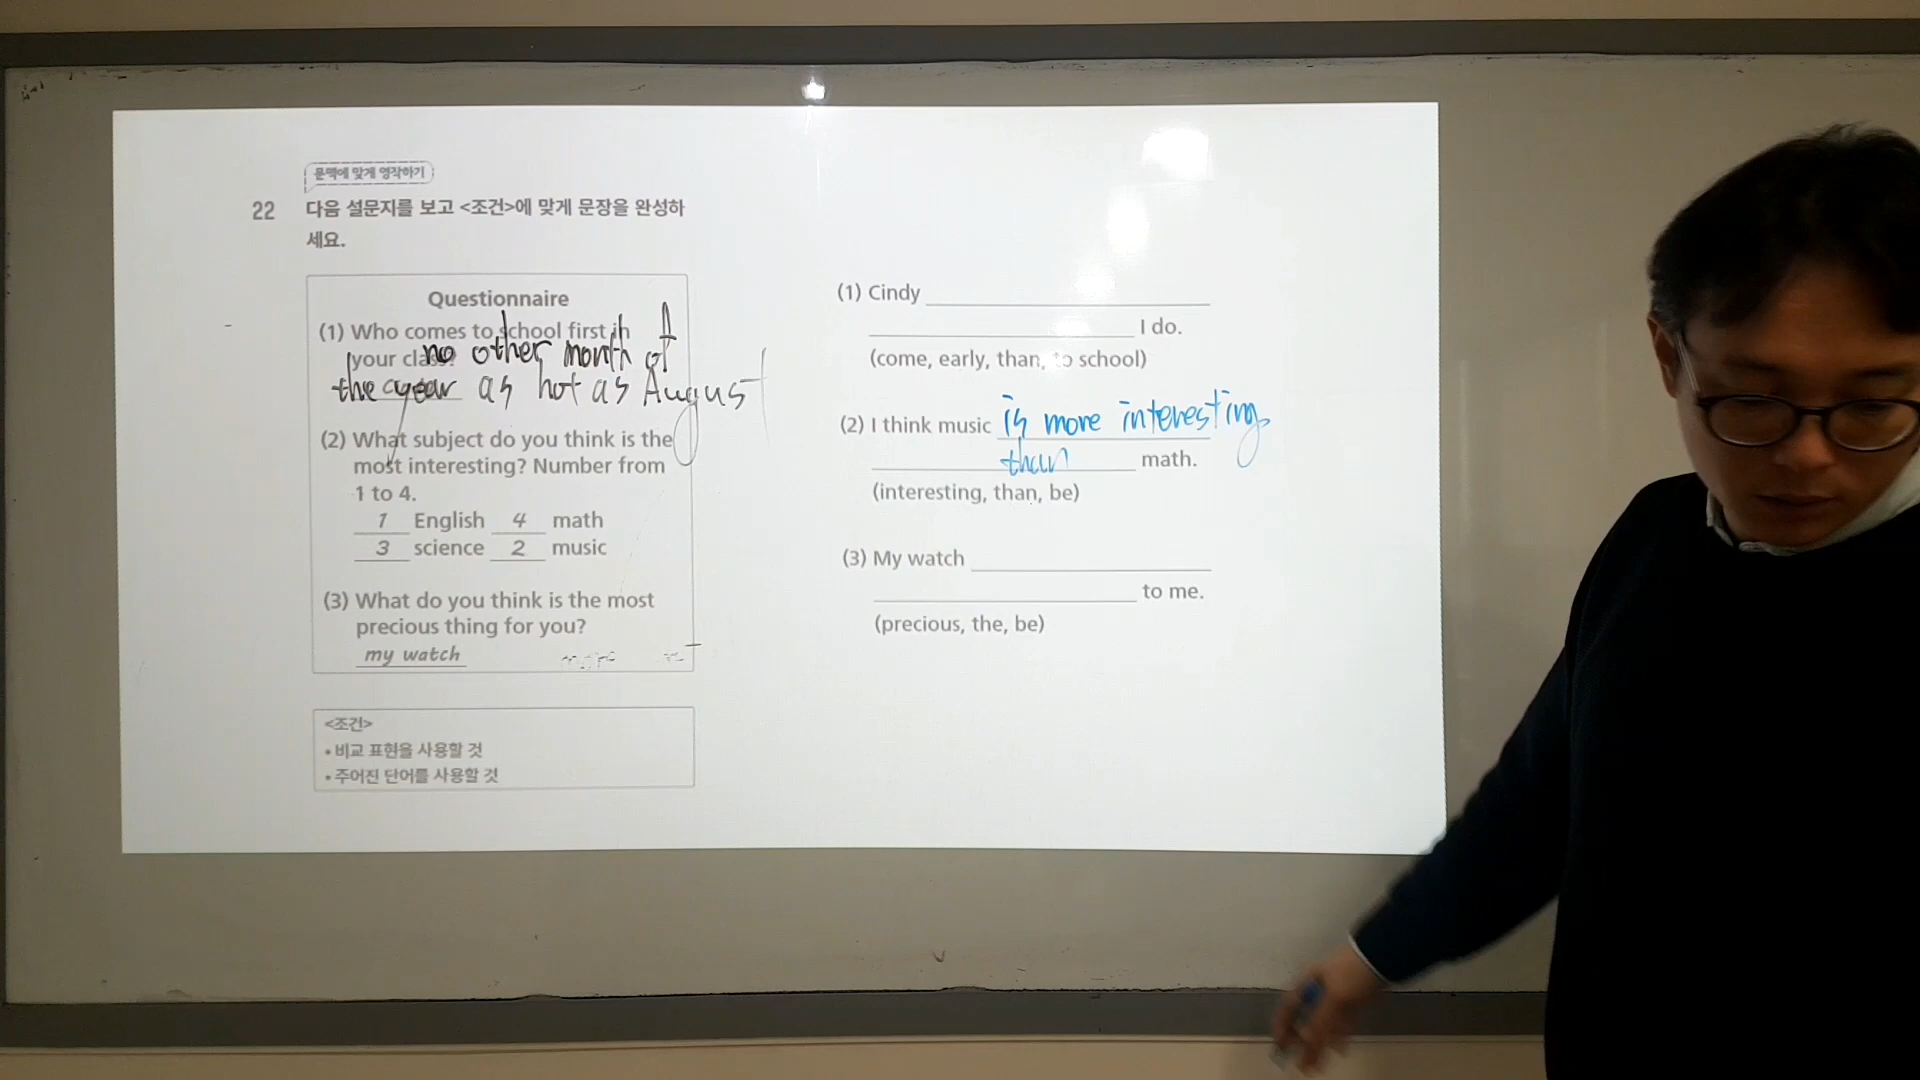 문맥에 맞게 영작하기
22 다음 설문지를 보고 <조건>에 맞게 문장을 완성하
세요.
Questionnaire
(1) Who comes to school first in
your class?
no other month of
the year as hot as August
(2) What subject do you think is the
most interesting? Number from
1 to 4.
1 English 4 math
3 science 2 music
(3) What do you think is the most
precious thing for you?
my watch
<조건>
• 비교 표현을 사용할 것
• 주어진 단어를 사용할 것
(1) Cindy
I do.
(come, early, than, to school)
(2) I think music is more interesting
than math.
(interesting, than, be)
(3) My watch
to me.
(precious, the, be)